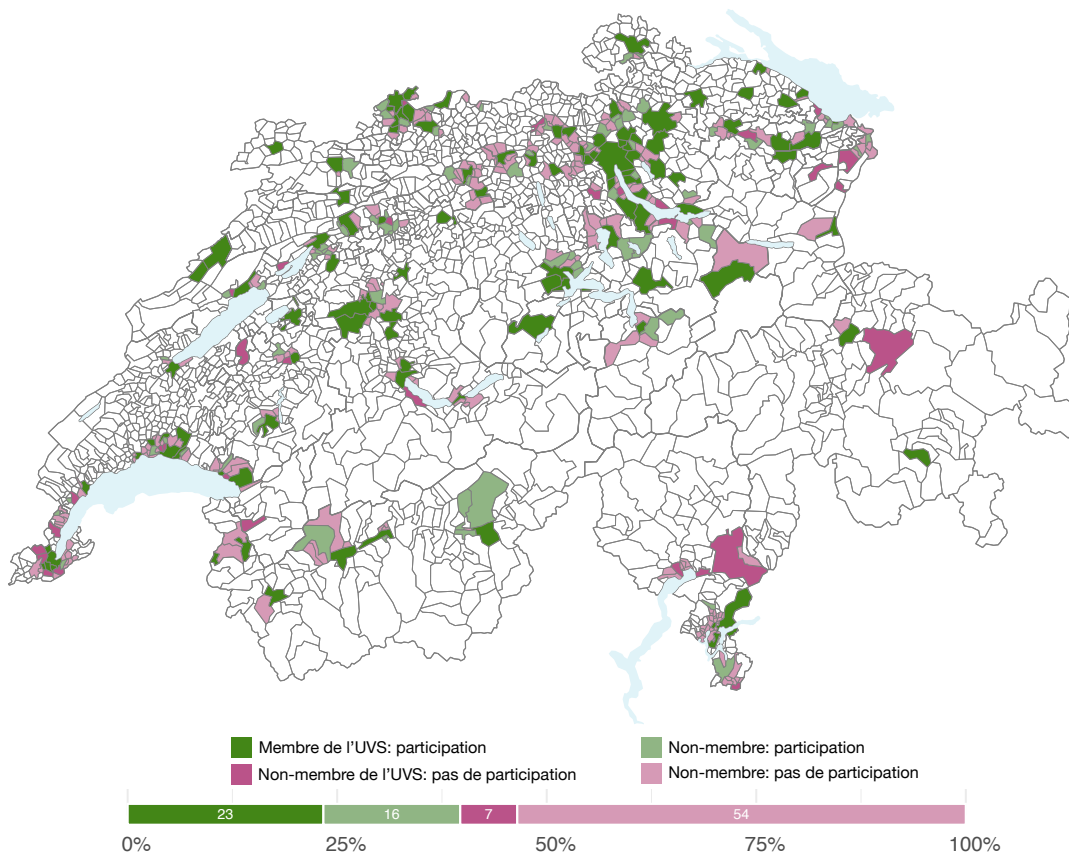 Membre de l'UVS: participation
Non-membre: participation
Non-membre de l'UVS: pas de participation
Non-membre: pas de participation
23 16 7 54
0% 25% 50% 75% 100%